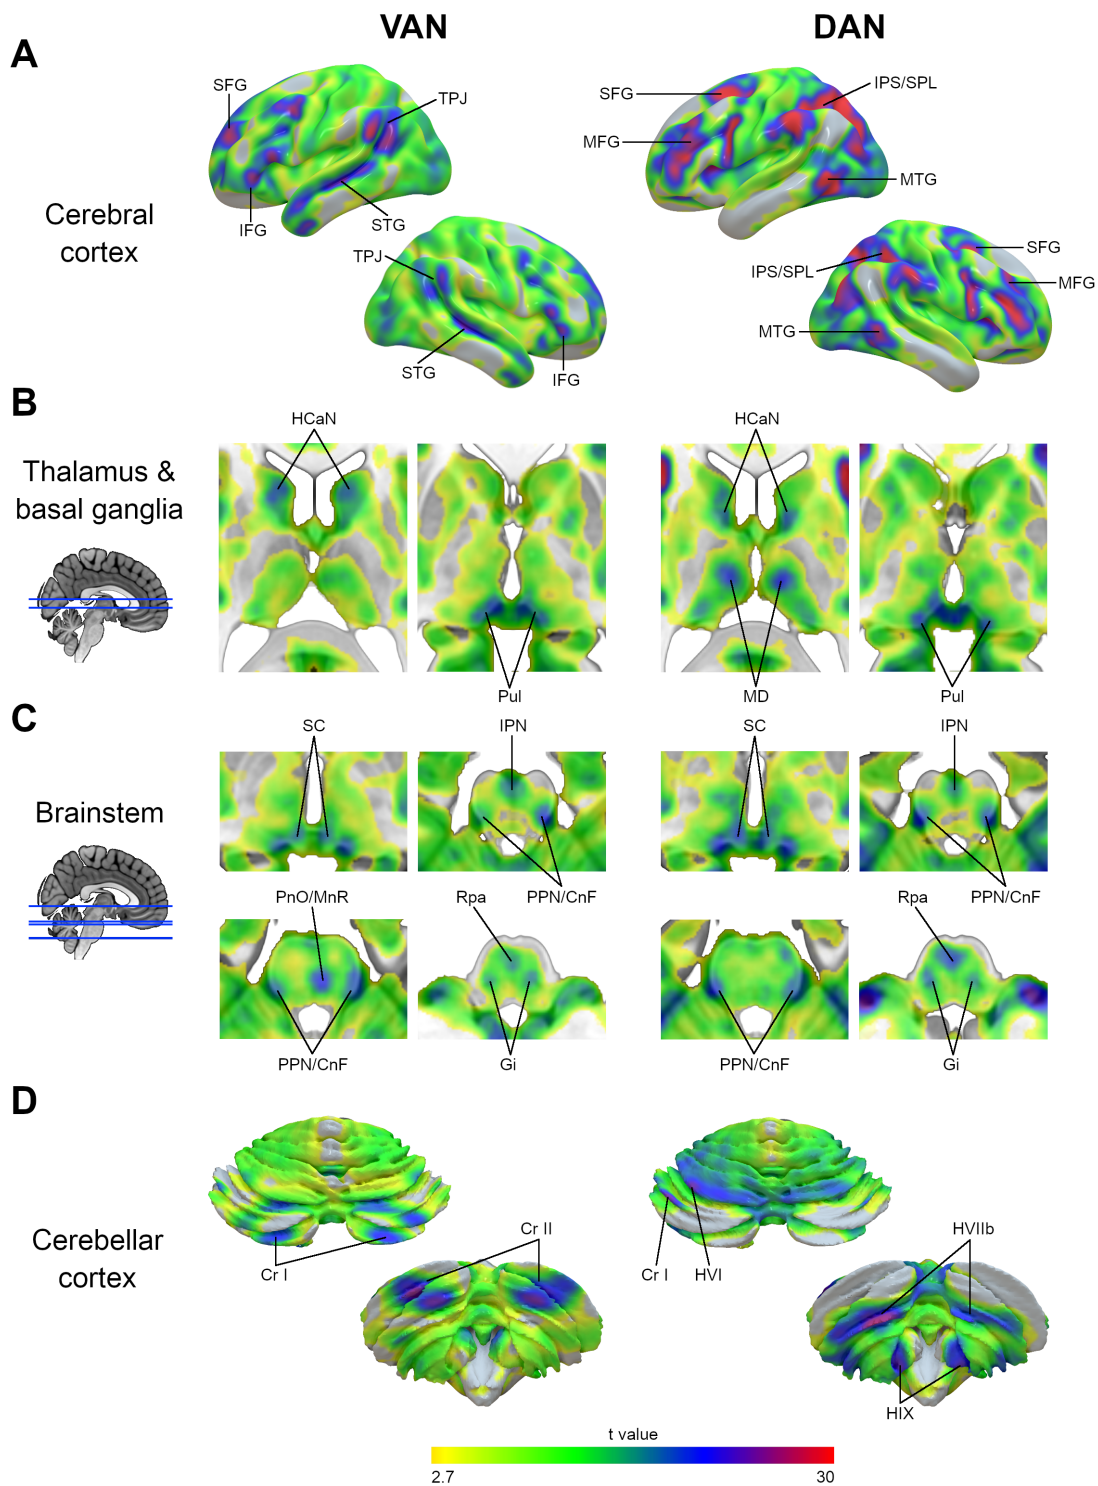 VAN DAN
A
SFG
TPJ
IFG
STG
TPJ
STG
IFG
SFG
IPS/SPL
MFG
MTG
SFG
IPS/SPL
MFG
MTG
Cerebral
cortex
B
HCaN
HCaN
Thalamus &
basal ganglia
Pul
MD
Pul
C
SC
IPN
SC
IPN
Brainstem
PnO/MnR
Rpa
PPN/CnF
Rpa
PPN/CnF
PPN/CnF
Gi
PPN/CnF
Gi
D
Cerebellar
cortex
Cr I
Cr II
Cr I
HVI
HVIIb
HIX
t value
2.7 30